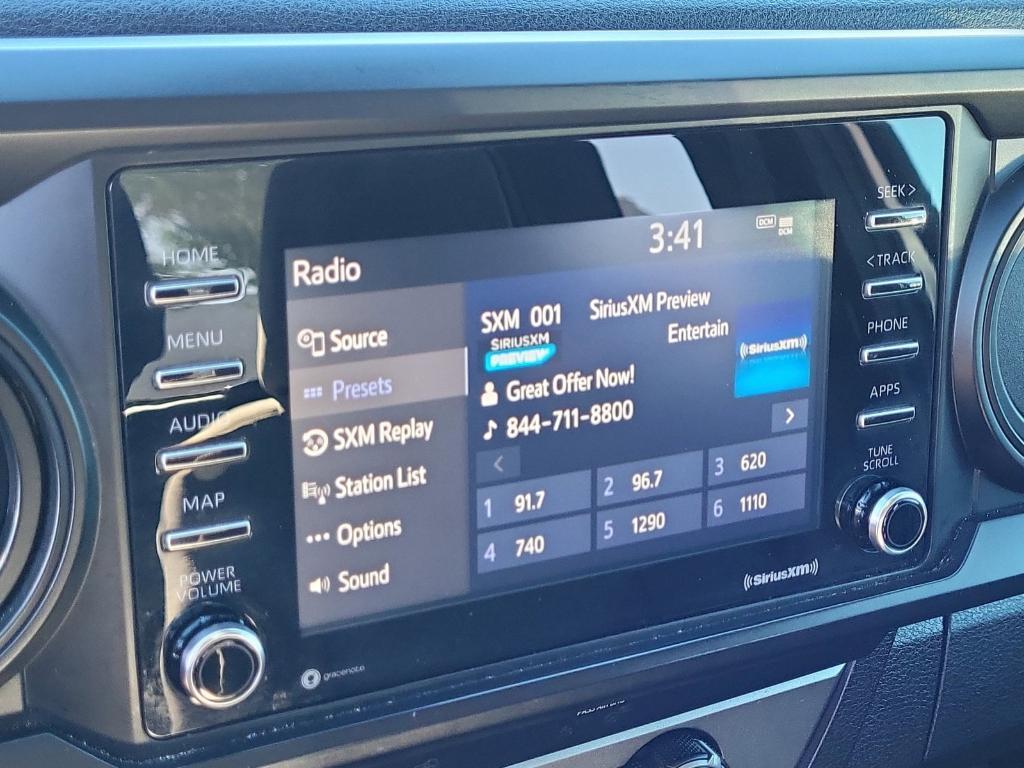 HOME
MENU
AUDIO
MAP
POWER
VOLUME
gracenote
Radio
3:41
DCM
DCM
Source
Presets
SXM Replay
Station List
Options
Sound
SXM 001
SiriusXM Preview
SIRIUSXM
PREVIEW
Entertain
((SiriusXM))
Great Offer Now!
844-711-8800
<
>
1 91.7
2 96.7
3 620
4 740
5 1290
6 1110
((SiriusXM))
SEEK >
< TRACK
PHONE
APPS
TUNE
SCROLL